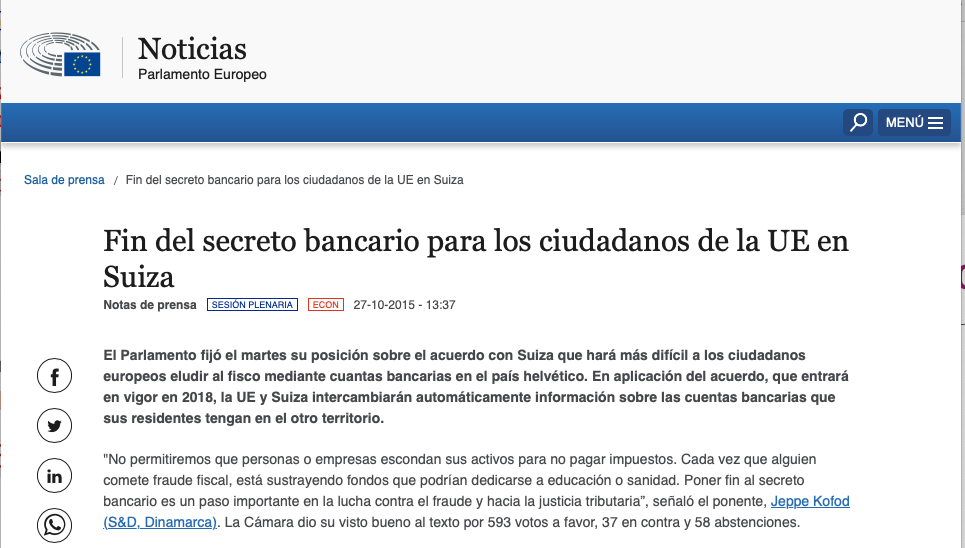 Noticias
Parlamento Europeo
MENÚ
Sala de prensa / Fin del secreto bancario para los ciudadanos de la UE en Suiza
Fin del secreto bancario para los ciudadanos de la UE en
Suiza
Notas de prensa SESIÓN PLENARIA ECON 27-10-2015 - 13:37
El Parlamento fijó el martes su posición sobre el acuerdo con Suiza que hará más difícil a los ciudadanos
europeos eludir al fisco mediante cuentas bancarias en el país helvético. En aplicación del acuerdo, que entrará
en vigor en 2018, la UE y Suiza intercambiarán automáticamente información sobre las cuentas bancarias que
sus residentes tengan en el otro territorio.
"No permitiremos que personas o empresas escondan sus activos para no pagar impuestos. Cada vez que alguien
comete fraude fiscal, está sustrayendo fondos que podrían dedicarse a educación o sanidad. Poner fin al secreto
bancario es un paso importante en la lucha contra el fraude y hacia la justicia tributaria”, señaló el ponente, Jeppe Kofod
(S&D, Dinamarca). La Cámara dio su visto bueno al texto por 593 votos a favor, 37 en contra y 58 abstenciones.